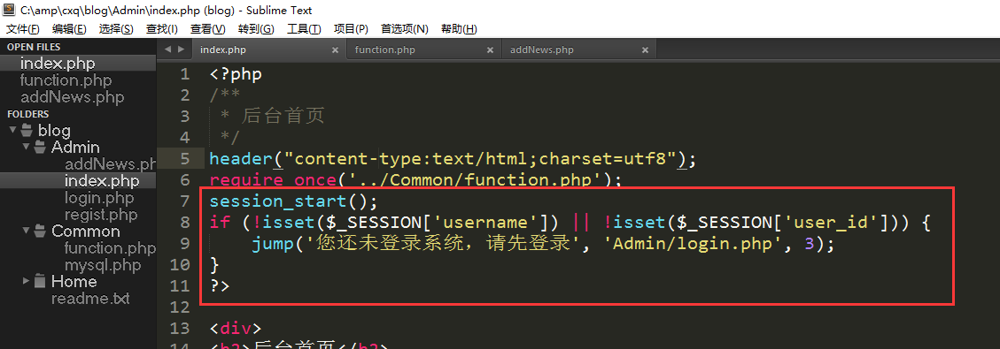 C:\amp\cxq\blog\Admin\index.php (blog) - Sublime Text
文件(F) 编辑(E) 选择(S) 查找(I) 查看(V) 转到(G) 工具(T) 项目(P) 首选项(N) 帮助(H)
OPEN FILES
index.php
function.php
addNews.php
FOLDERS
blog
Admin
addNews.ph
index.php
login.php
regist.php
Common
function.php
mysql.php
Home
readme.txt
index.php × function.php × addNews.php ×
1 <?php
2 /**
3 * 后台首页
4 */
5 header("content-type:text/html;charset=utf8");
6 require_once('../Common/function.php');
7 session_start();
8 if (!isset($_SESSION['username']) || !isset($_SESSION['user_id'])) {
9 jump('您还未登录系统，请先登录', 'Admin/login.php', 3);
10 }
11 ?>
12
13 <div>
14 <h2>后台首页</h2>